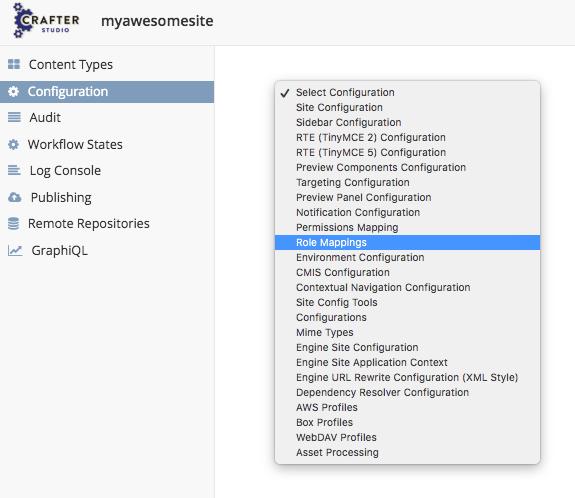 CRAFTER
STUDIO
myawesomesite
Content Types
Configuration
Audit
Workflow States
Log Console
Publishing
Remote Repositories
GraphiQL
Select Configuration
Site Configuration
Sidebar Configuration
RTE (TinyMCE 2) Configuration
RTE (TinyMCE 5) Configuration
Preview Components Configuration
Targeting Configuration
Preview Panel Configuration
Notification Configuration
Permissions Mapping
Role Mappings
Environment Configuration
CMIS Configuration
Contextual Navigation Configuration
Site Config Tools
Configurations
Mime Types
Engine Site Configuration
Engine Site Application Context
Engine URL Rewrite Configuration (XML Style)
Dependency Resolver Configuration
AWS Profiles
Box Profiles
WebDAV Profiles
Asset Processing